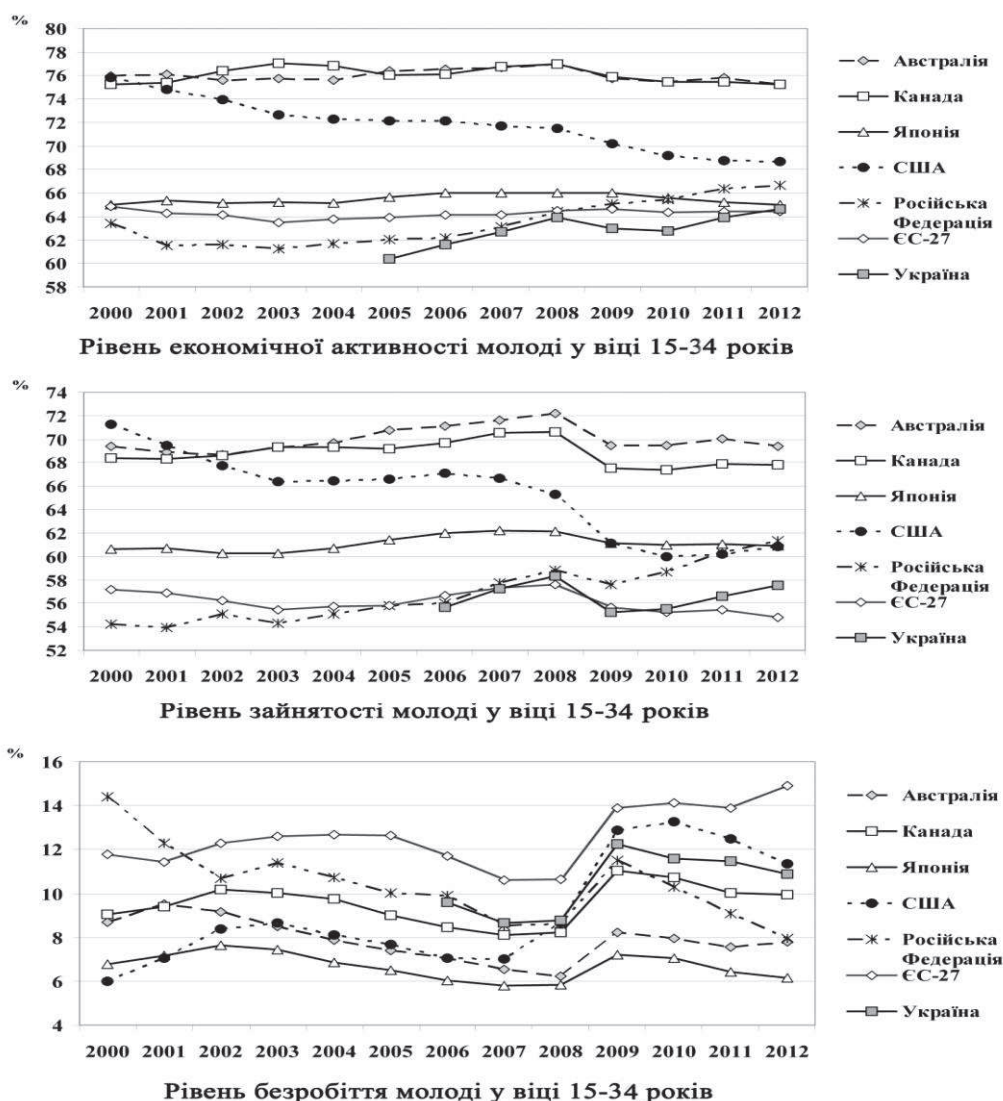 %
78
76
74
72
70
68
66
64
62
60
58
2000 2001 2002 2003 2004 2005 2006 2007 2008 2009 2010 2011 2012
Австралія
Канада
Японія
США
Російська
Федерація
ЄС-27
Україна
Рівень економічної активності молоді у віці 15-34 років
%
74
72
70
68
66
64
62
60
58
56
54
52
2000 2001 2002 2003 2004 2005 2006 2007 2008 2009 2010 2011 2012
Австралія
Канада
Японія
США
Російська
Федерація
ЄС-27
Україна
Рівень зайнятості молоді у віці 15-34 років
%
16
14
12
10
8
6
4
2000 2001 2002 2003 2004 2005 2006 2007 2008 2009 2010 2011 2012
Австралія
Канада
Японія
США
Російська
Федерація
ЄС-27
Україна
Рівень безробіття молоді у віці 15-34 років